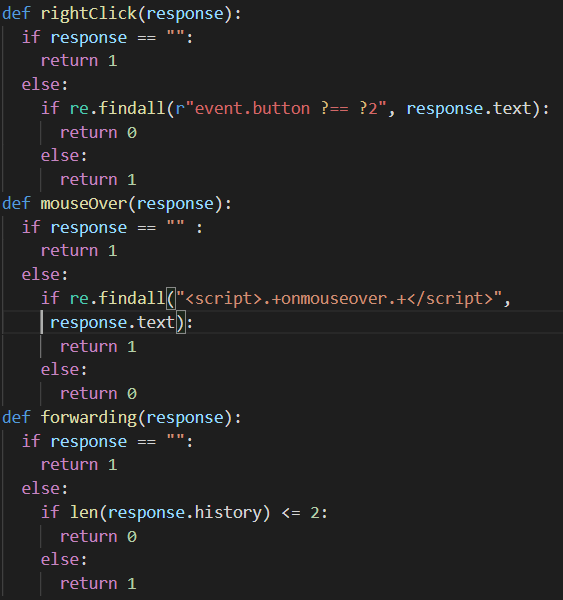 def rightClick(response):
  if response == "":
    return 1
  else:
    if re.findall(r"event.button ?== ?2", response.text):
      return 0
    else:
      return 1
def mouseOver(response):
  if response == "" :
    return 1
  else:
    if re.findall("<script>.+onmouseover.+</script>",
     response.text):
      return 1
    else:
      return 0
def forwarding(response):
  if response == "":
    return 1
  else:
    if len(response.history) <= 2:
      return 0
    else:
      return 1